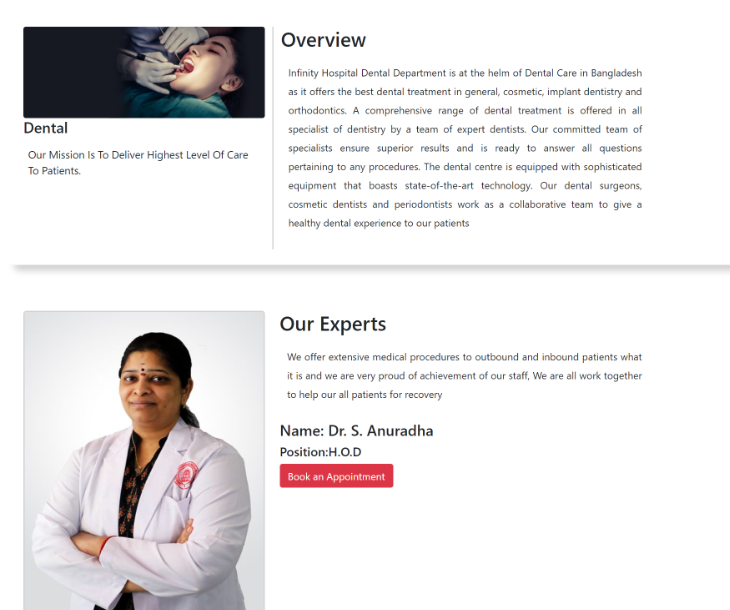 Overview
Infinity Hospital Dental Department is at the helm of Dental Care in Bangladesh
as it offers the best dental treatment in general, cosmetic, implant dentistry and
orthodontics. A comprehensive range of dental treatment is offered in all
specialist of dentistry by a team of expert dentists. Our committed team of
specialists ensure superior results and is ready to answer all questions
pertaining to any procedures. The dental centre is equipped with sophisticated
equipment that boasts state-of-the-art technology. Our dental surgeons,
cosmetic dentists and periodontists work as a collaborative team to give a
healthy dental experience to our patients
Dental
Our Mission Is To Deliver Highest Level Of Care
To Patients.
Our Experts
We offer extensive medical procedures to outbound and inbound patients what
it is and we are very proud of achievement of our staff, We are all work together
to help our all patients for recovery
Name: Dr. S. Anuradha
Position:H.O.D
Book an Appointment